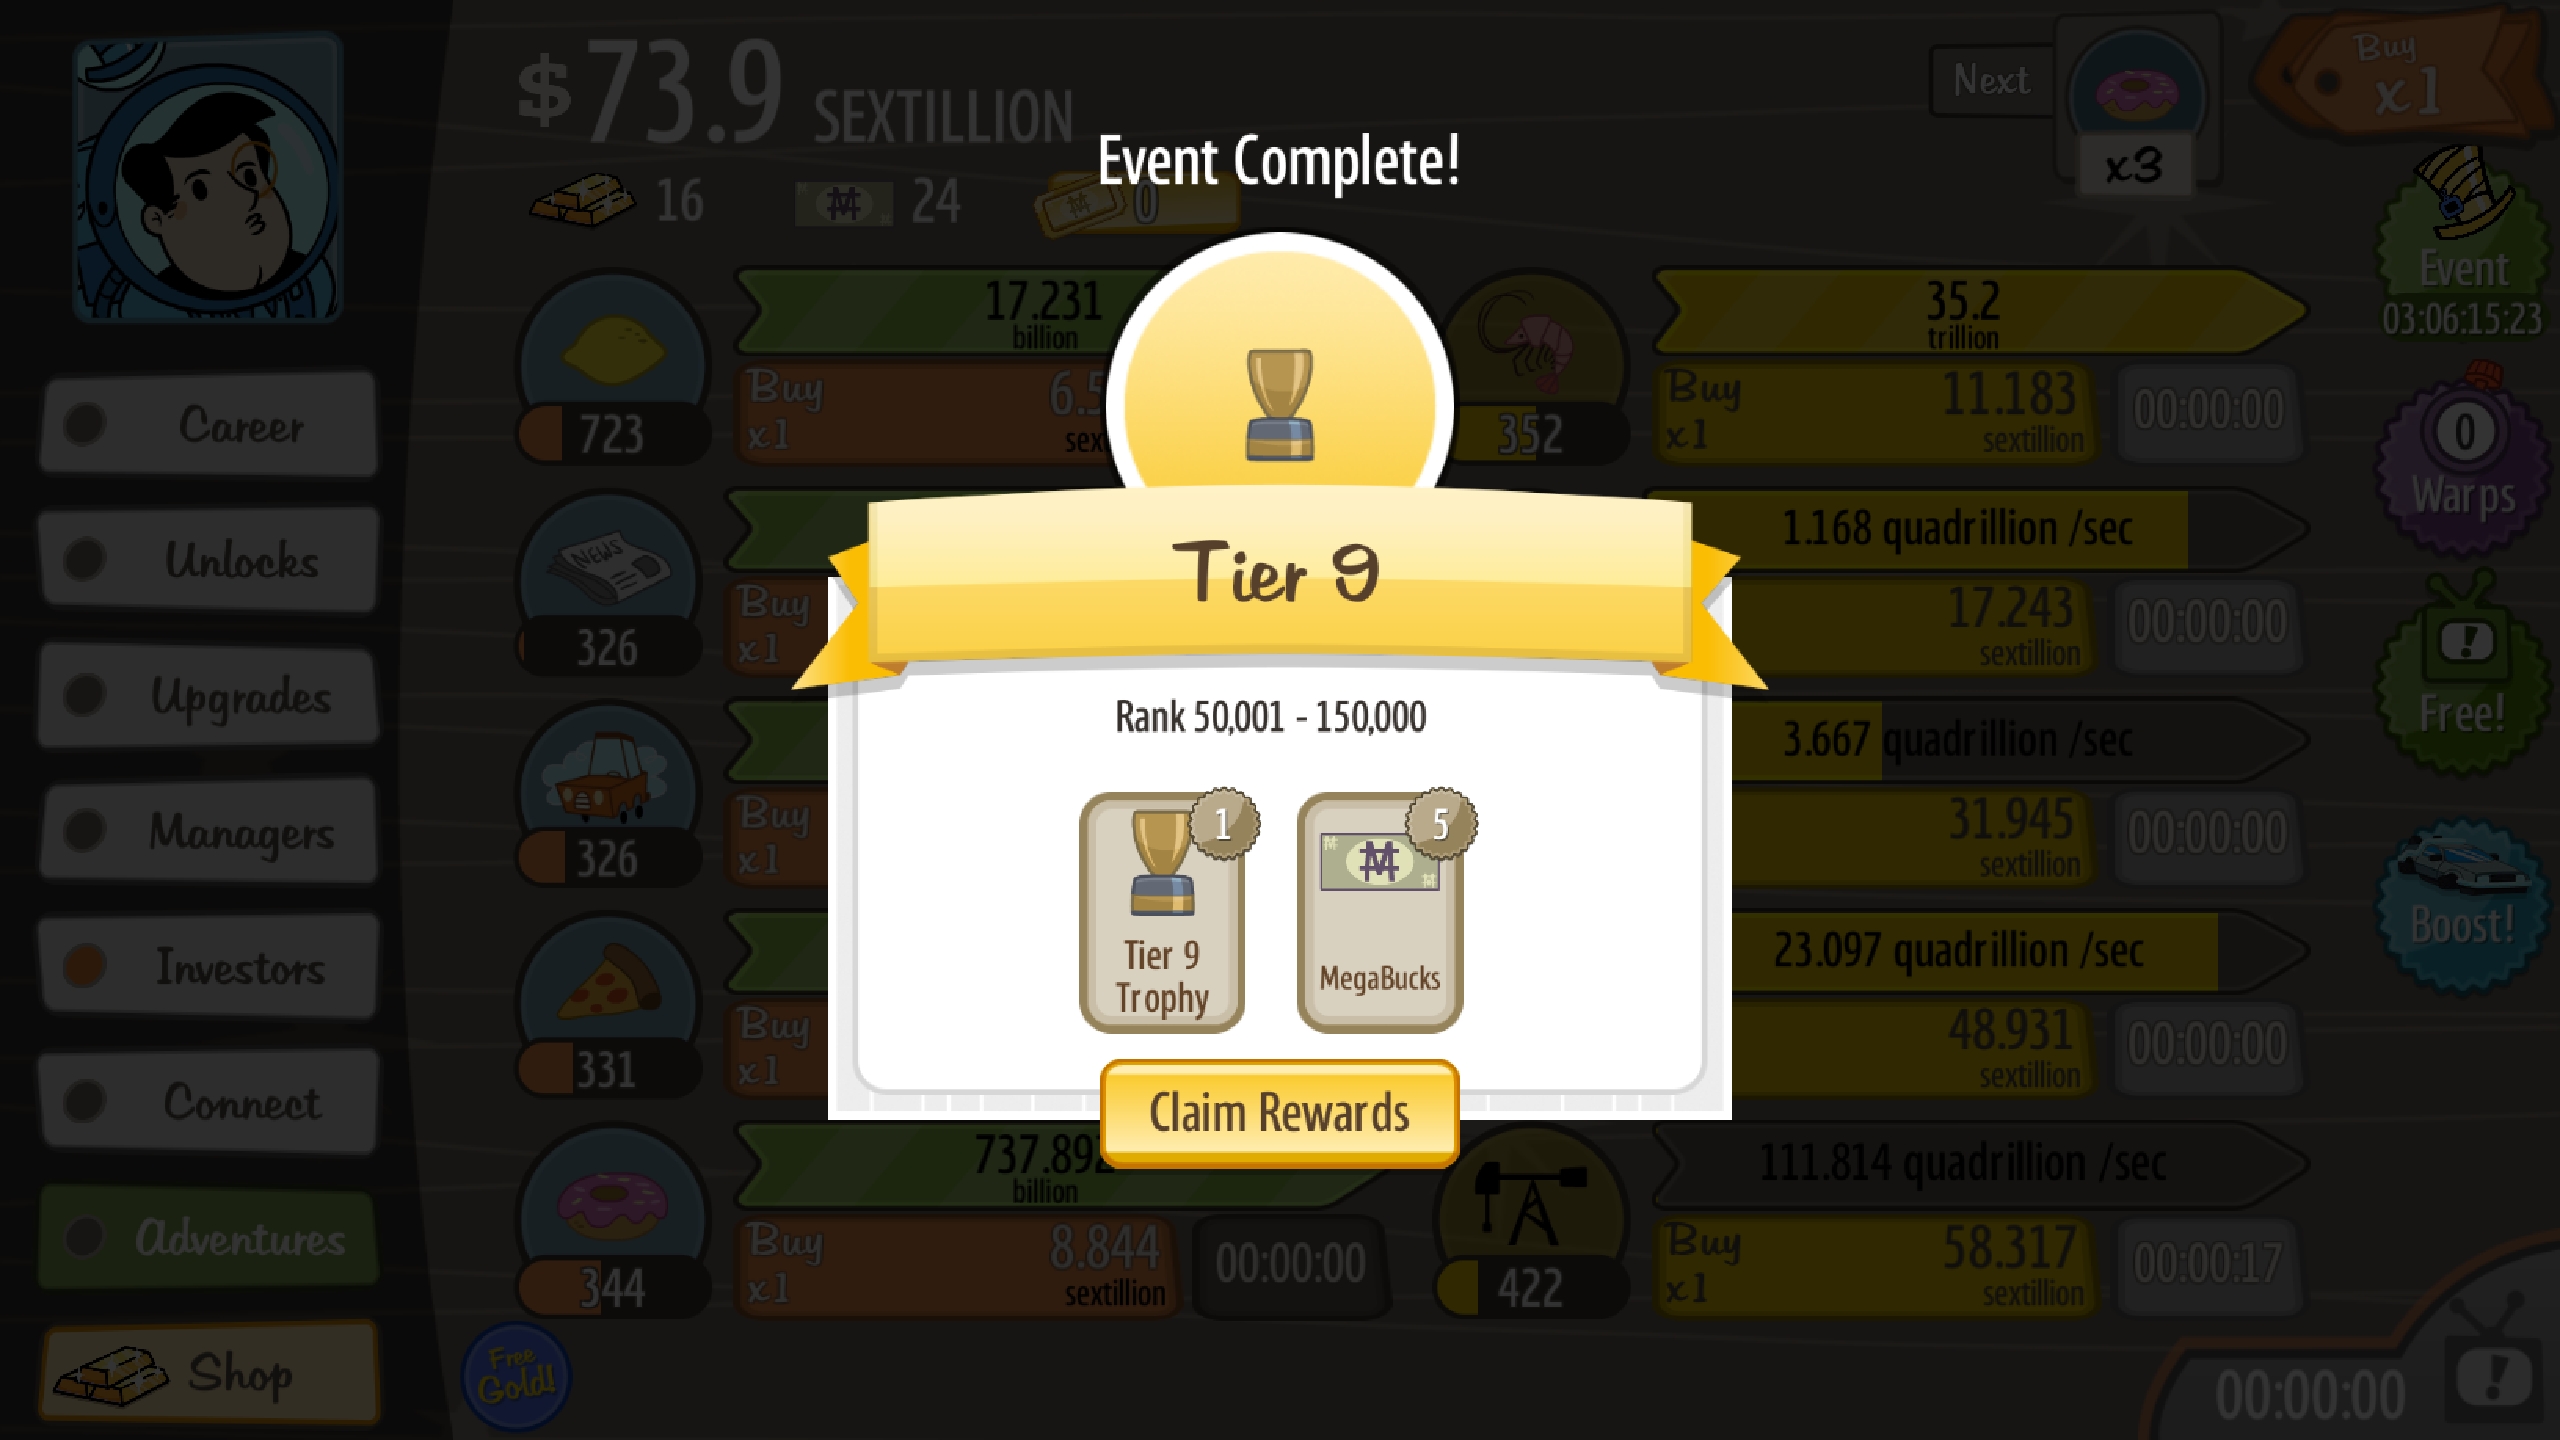 $73.9 SEXTILLION
16
24
0
Next
x3
Buy
x1
Event Complete!
Event
03:06:15:23
0
Warps
!
Free!
Boost!
Career
Unlocks
Upgrades
Managers
Investors
Connect
Adventures
Shop
17.231
billion
723
Buy
x1
6.5
35.2
trillion
352
Buy
x1
11.183
sextillion
00:00:00
NEWS
326
Buy
x1
1.168 quadrillion /sec
17.243
sextillion
00:00:00
Tier 9
Rank 50,001 - 150,000
1
Tier 9
Trophy
5
MegaBucks
Claim Rewards
326
Buy
x1
3.667 quadrillion /sec
31.945
sextillion
00:00:00
331
Buy
x1
23.097 quadrillion /sec
48.931
sextillion
00:00:00
737.892
billion
344
Buy
x1
8.844
sextillion
00:00:00
111.814 quadrillion /sec
422
Buy
x1
58.317
sextillion
00:00:17
Free
Gold!
00:00:00
!